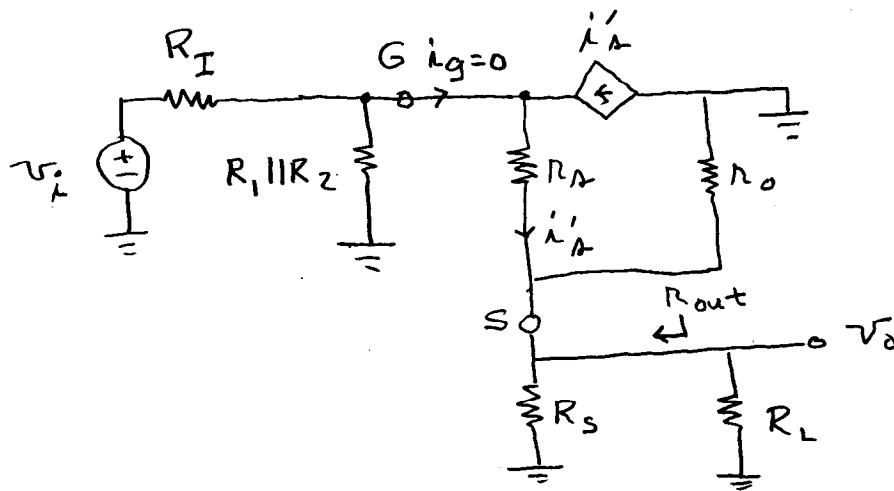 R_I
G i_g=0
i'_s
v_i
+
−
R_1||R_2
r_s
r_o
i'_s
S
r_out
v_o
R_S
R_L